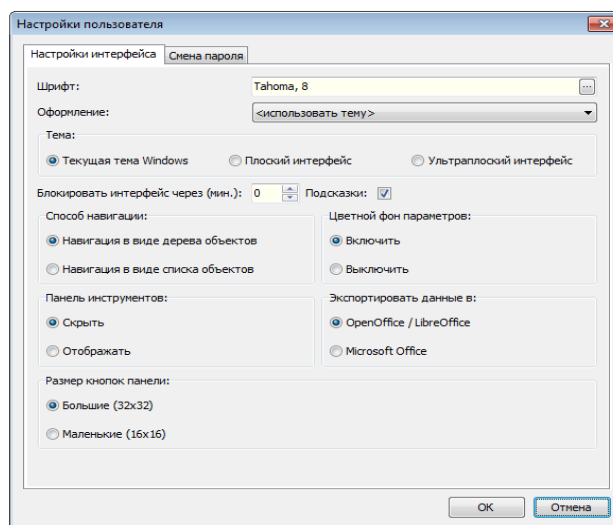 Настройки пользователя
Настройки интерфейса Смена пароля
Шрифт: Tahoma, 8 ...
Оформление: <использовать тему>
Тема:
Текущая тема Windows Плоский интерфейс Ультраплоский интерфейс
Блокировать интерфейс через (мин.): 0 Подсказки:
Способ навигации: Цветной фон параметров:
Навигация в виде дерева объектов Включить
Навигация в виде списка объектов Выключить
Панель инструментов: Экспортировать данные в:
Скрыть OpenOffice / LibreOffice
Отображать Microsoft Office
Размер кнопок панели:
Большие (32x32)
Маленькие (16x16)
OK Отмена